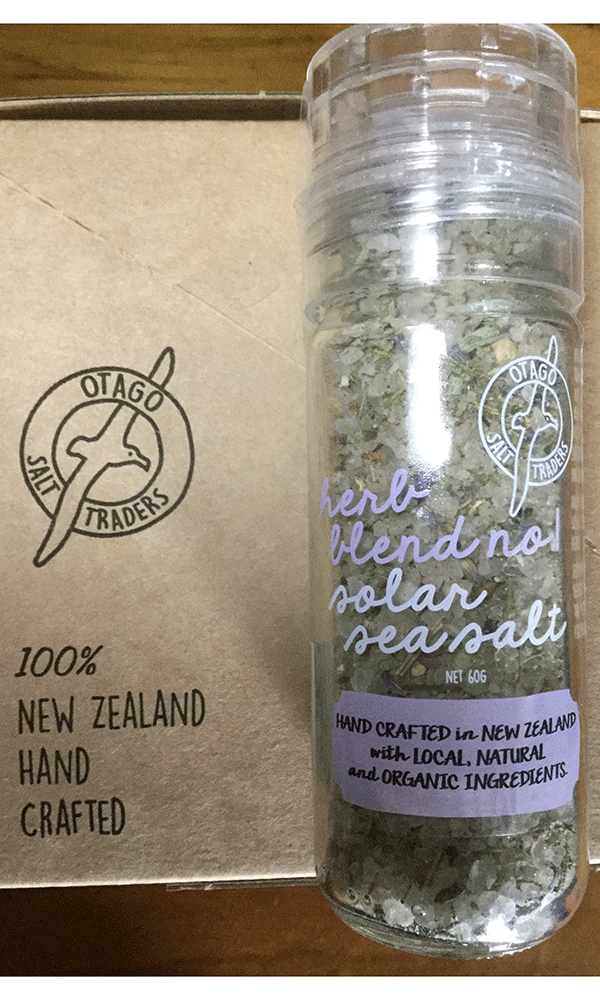 OTAGO
SALT TRADERS
100%
NEW ZEALAND
HAND
CRAFTED
OTAGO
SALT TRADERS
herb
blend no1
solar
sea salt
NET 60G
HAND CRAFTED in NEW ZEALAND
with LOCAL, NATURAL
and ORGANIC INGREDIENTS.